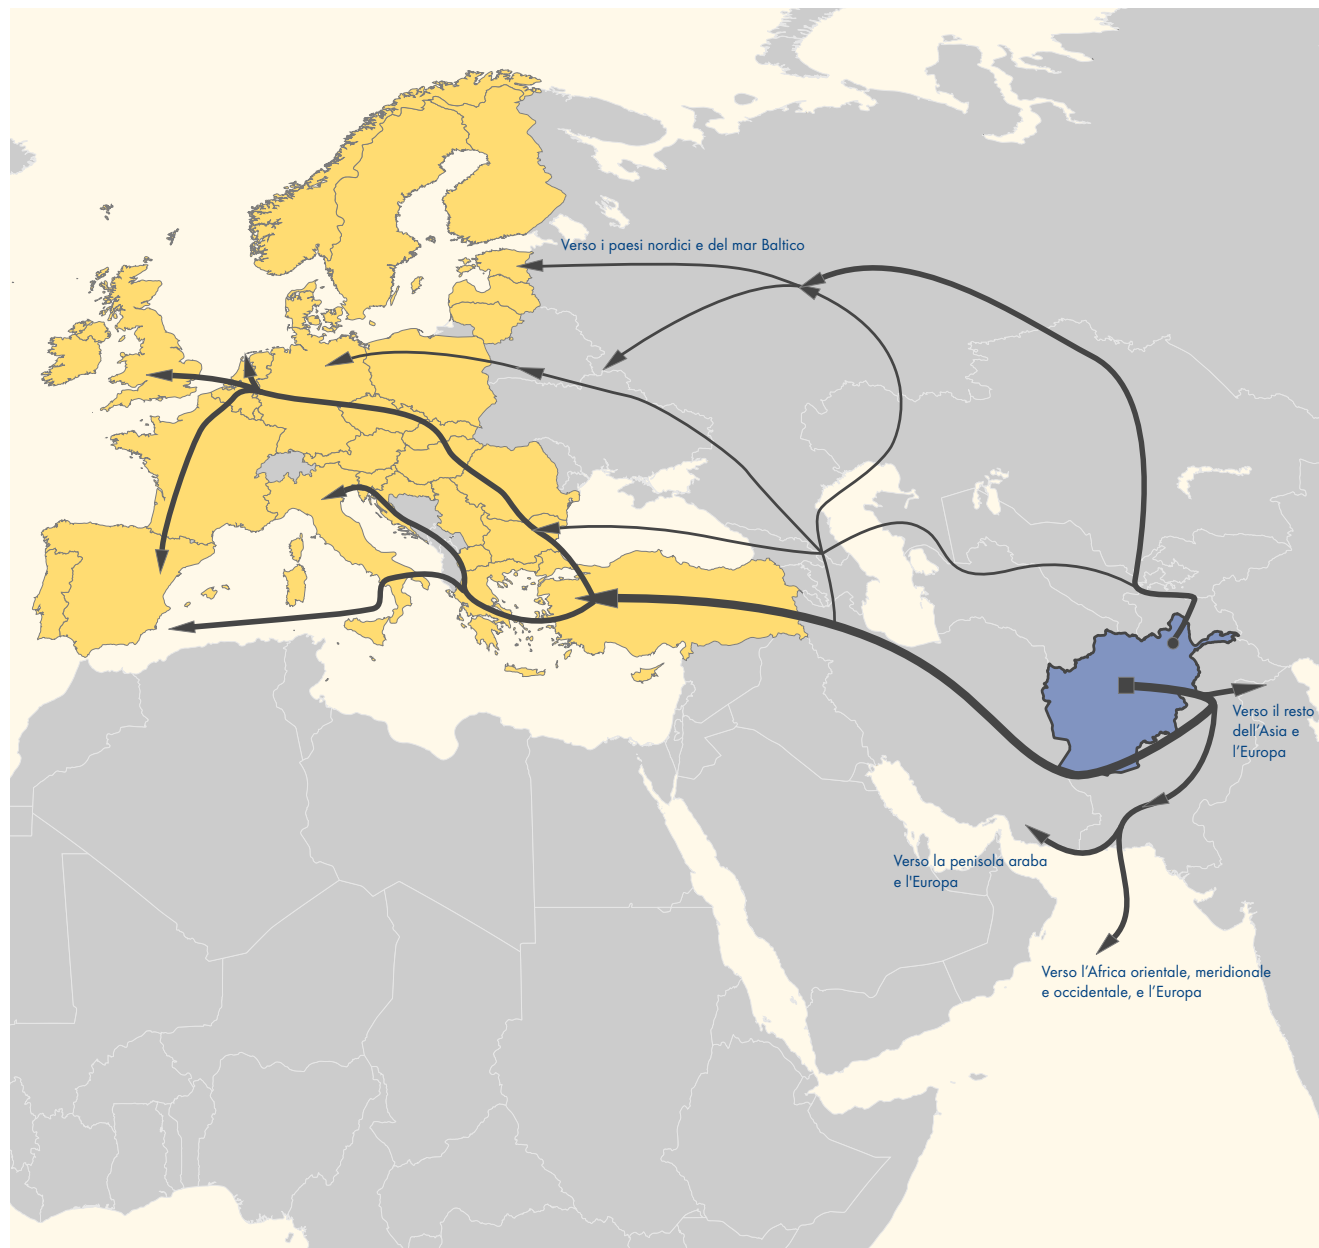 Verso i paesi nordici e del mar Baltico
Verso il resto
dell’Asia e
l’Europa
Verso la penisola araba
e l'Europa
Verso l’Africa orientale, meridionale
e occidentale, e l’Europa